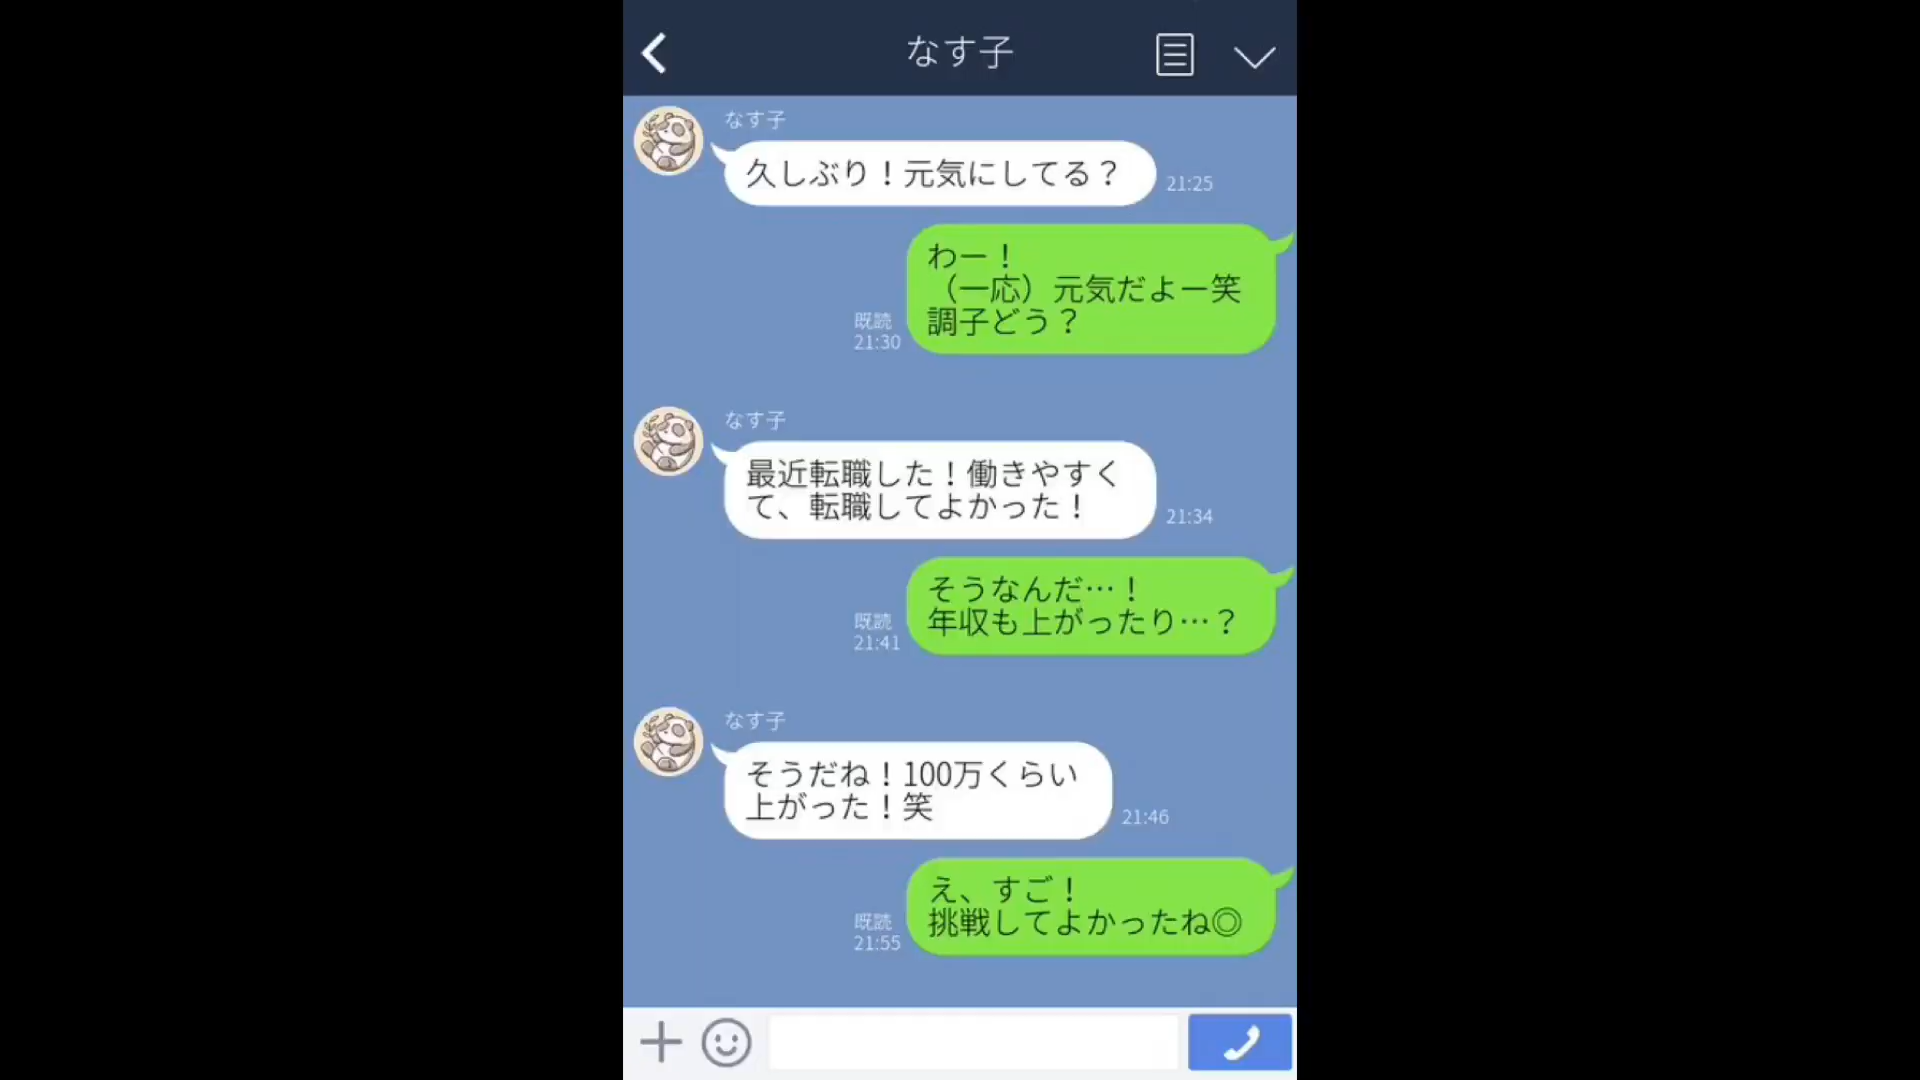 なす子
なす子
久しぶり！元気にしてる？
21:25
わー！
（一応）元気だよー笑
調子どう？
既読
21:30
なす子
最近転職した！働きやすく
て、転職してよかった！
21:34
そうなんだ…！
年収も上がったり…？
既読
21:41
なす子
そうだね！100万くらい
上がった！笑
21:46
え、すご！
挑戦してよかったね◎
既読
21:55